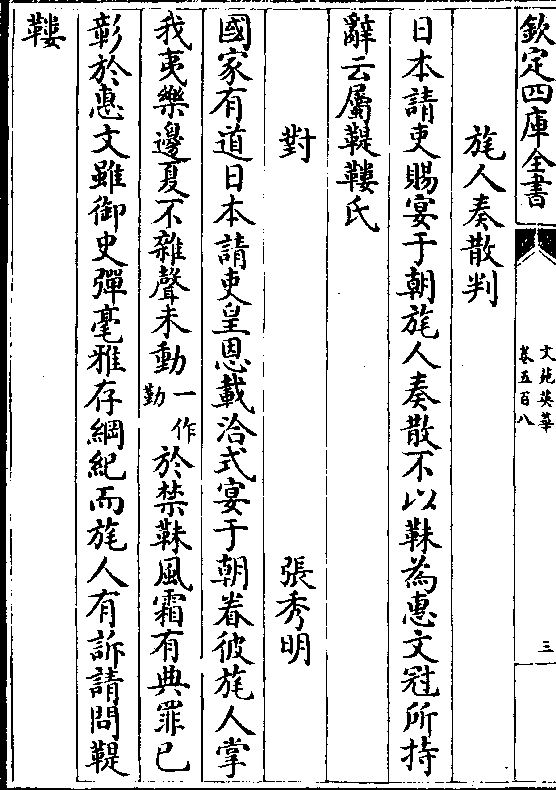 欽定四庫全書
文苑英華
卷五百八
三
旄人奏散判
日本請吏賜宴于朝旄人奏散不以靺為惠文冠所持
辭云屬鞮鞻氏
對
張秀明
國家有道日本請吏皇恩載洽式宴于朝眷彼旄人掌
我夷樂邊夏不雜聲未動一作勤於禁靺風霜有典罪已
彰於惠文雖御史彈毫雅存綱紀而旄人有訴請問鞮
鞻